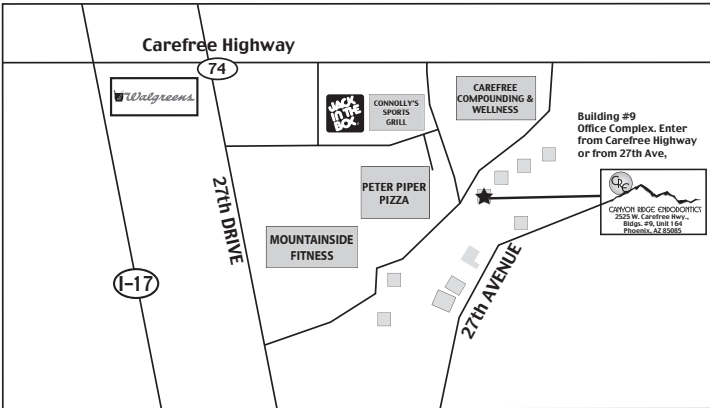 Carefree Highway
74
Walgreens
JACK
IN THE
BOX
CONNOLLY'S
SPORTS
GRILL
CAREFREE
COMPOUNDING &
WELLNESS
Building #9
Office Complex. Enter
from Carefree Highway
or from 27th Ave,
PETER PIPER
PIZZA
27th DRIVE
CRE
CANYON RIDGE ENDODONTICS
2525 W. Carefree Hwy.,
Bldgs. #9, Unit 164
Phoenix, AZ 85085
MOUNTAINSIDE
FITNESS
I-17
27th AVENUE